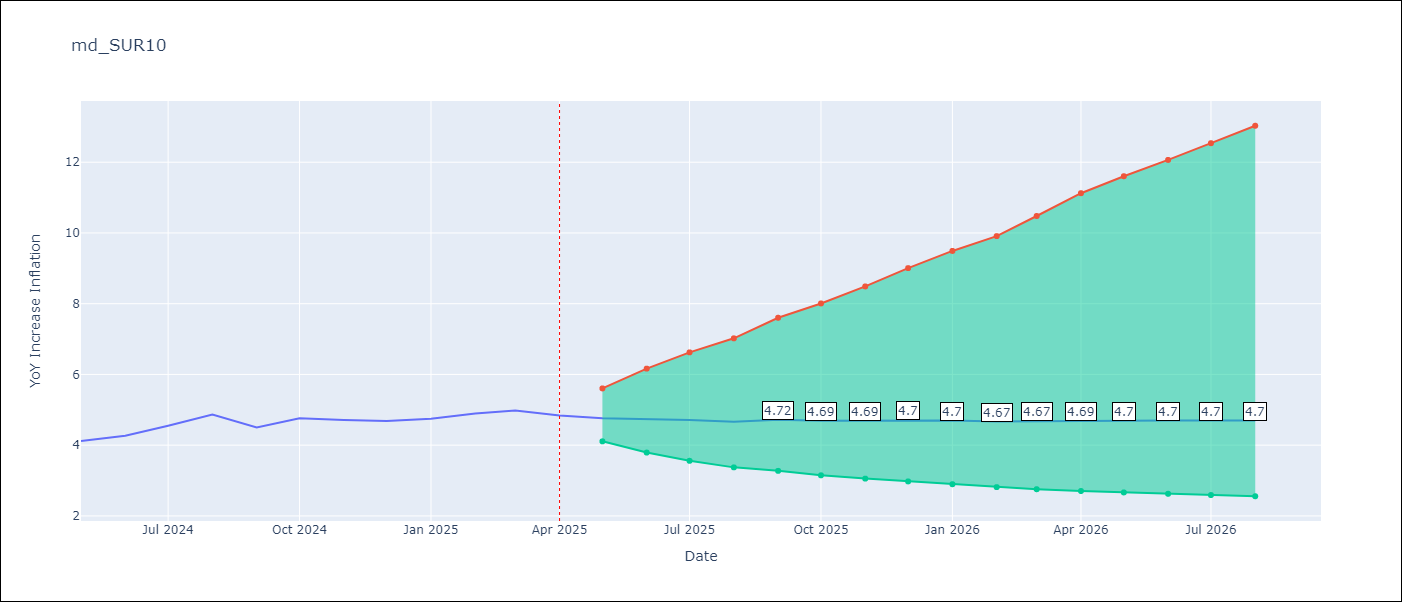 md_SUR10
YoY Increase Inflation
12
10
8
6
4
2
4.72
4.69
4.69
4.7
4.7
4.67
4.67
4.69
4.7
4.7
4.7
4.7
Jul 2024
Oct 2024
Jan 2025
Apr 2025
Jul 2025
Oct 2025
Jan 2026
Apr 2026
Jul 2026
Date